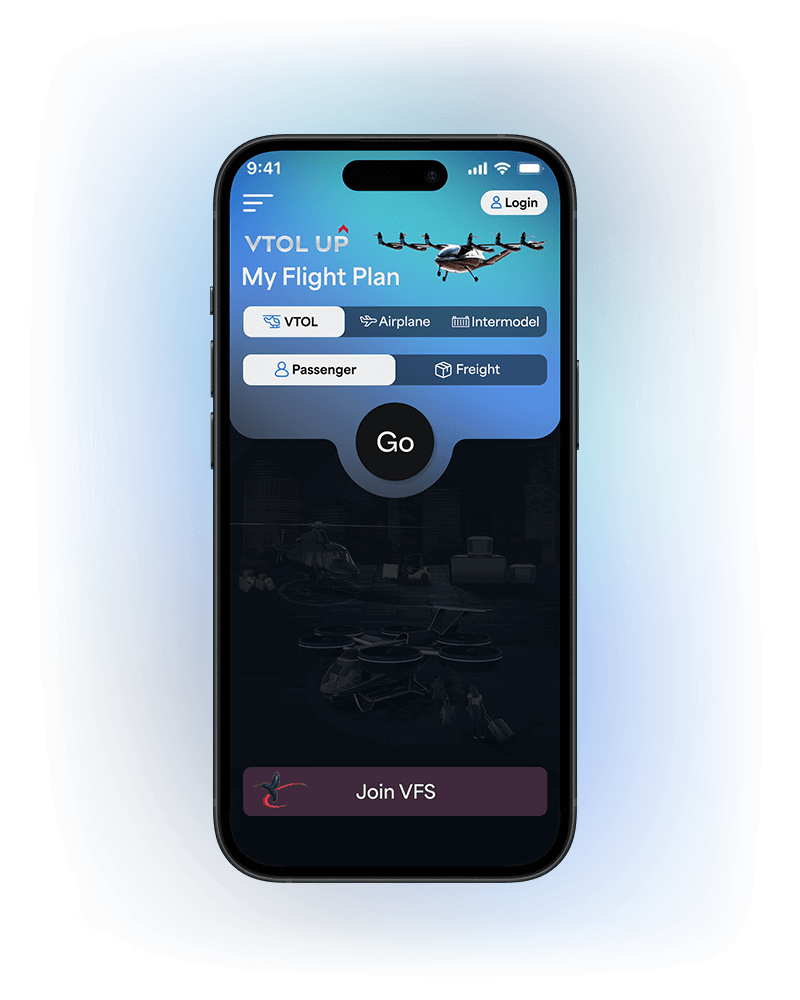 9:41
Login
VTOL UP
My Flight Plan
VTOL Airplane Intermodel
Passenger Freight
Go
Join VFS